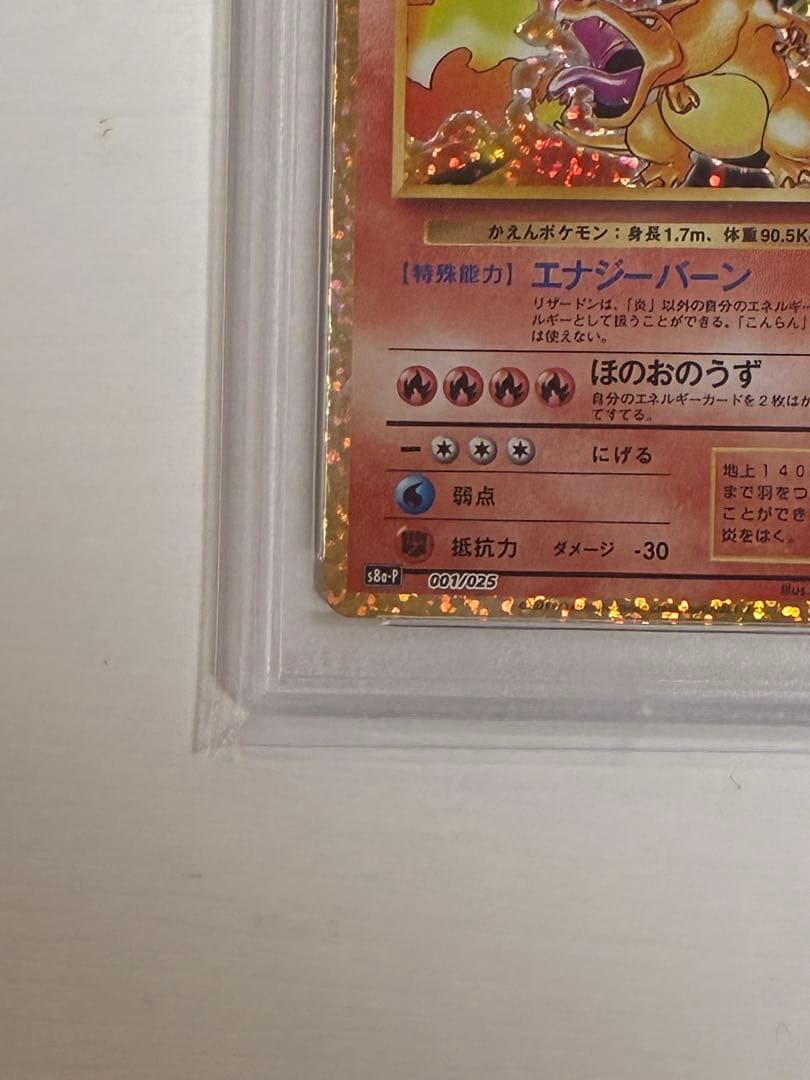 かえんポケモン：身長1.7m、体重90.5K
【特殊能力】 エナジーバーン
リザードンは、「炎」以外の自分のエネルギー
ルギーとして扱うことができる。「こんらん」
は使えない。
ほのおのうず
自分のエネルギーカードを2枚はが
てすてる。
ー にげる
弱点
抵抗力 ダメージ -30
地上140
まで羽をつ
ことができ
炎をはく。
s8a-P 001/025
Illus.